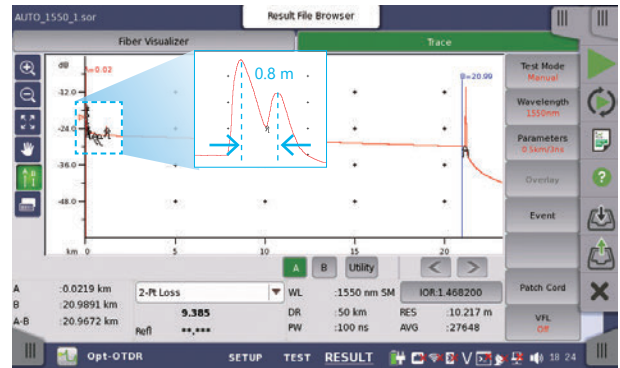 AUTO_1550_1.sor
Result File Browser
Fiber Visualizer
Trace
dB
A=0.02
B=20.99
0.8 m
-12.0
-24.0
-36.0
-48.0
km 0 5 10 15 20
Test Mode
Manual
Wavelength
1550nm
Parameters
0.5km/3ns
Overlay
Event
Patch Cord
VFL
Off
A B Utility
A :0.0219 km
B :20.9891 km
A-B :20.9672 km
2-Pt Loss
9.385
Refl **.***
WL :1550 nm SM
IOR:1.468200
DR :50 km
RES :10.217 m
PW :100 ns
AVG :27648
Opt-OTDR
SETUP TEST RESULT
18 24